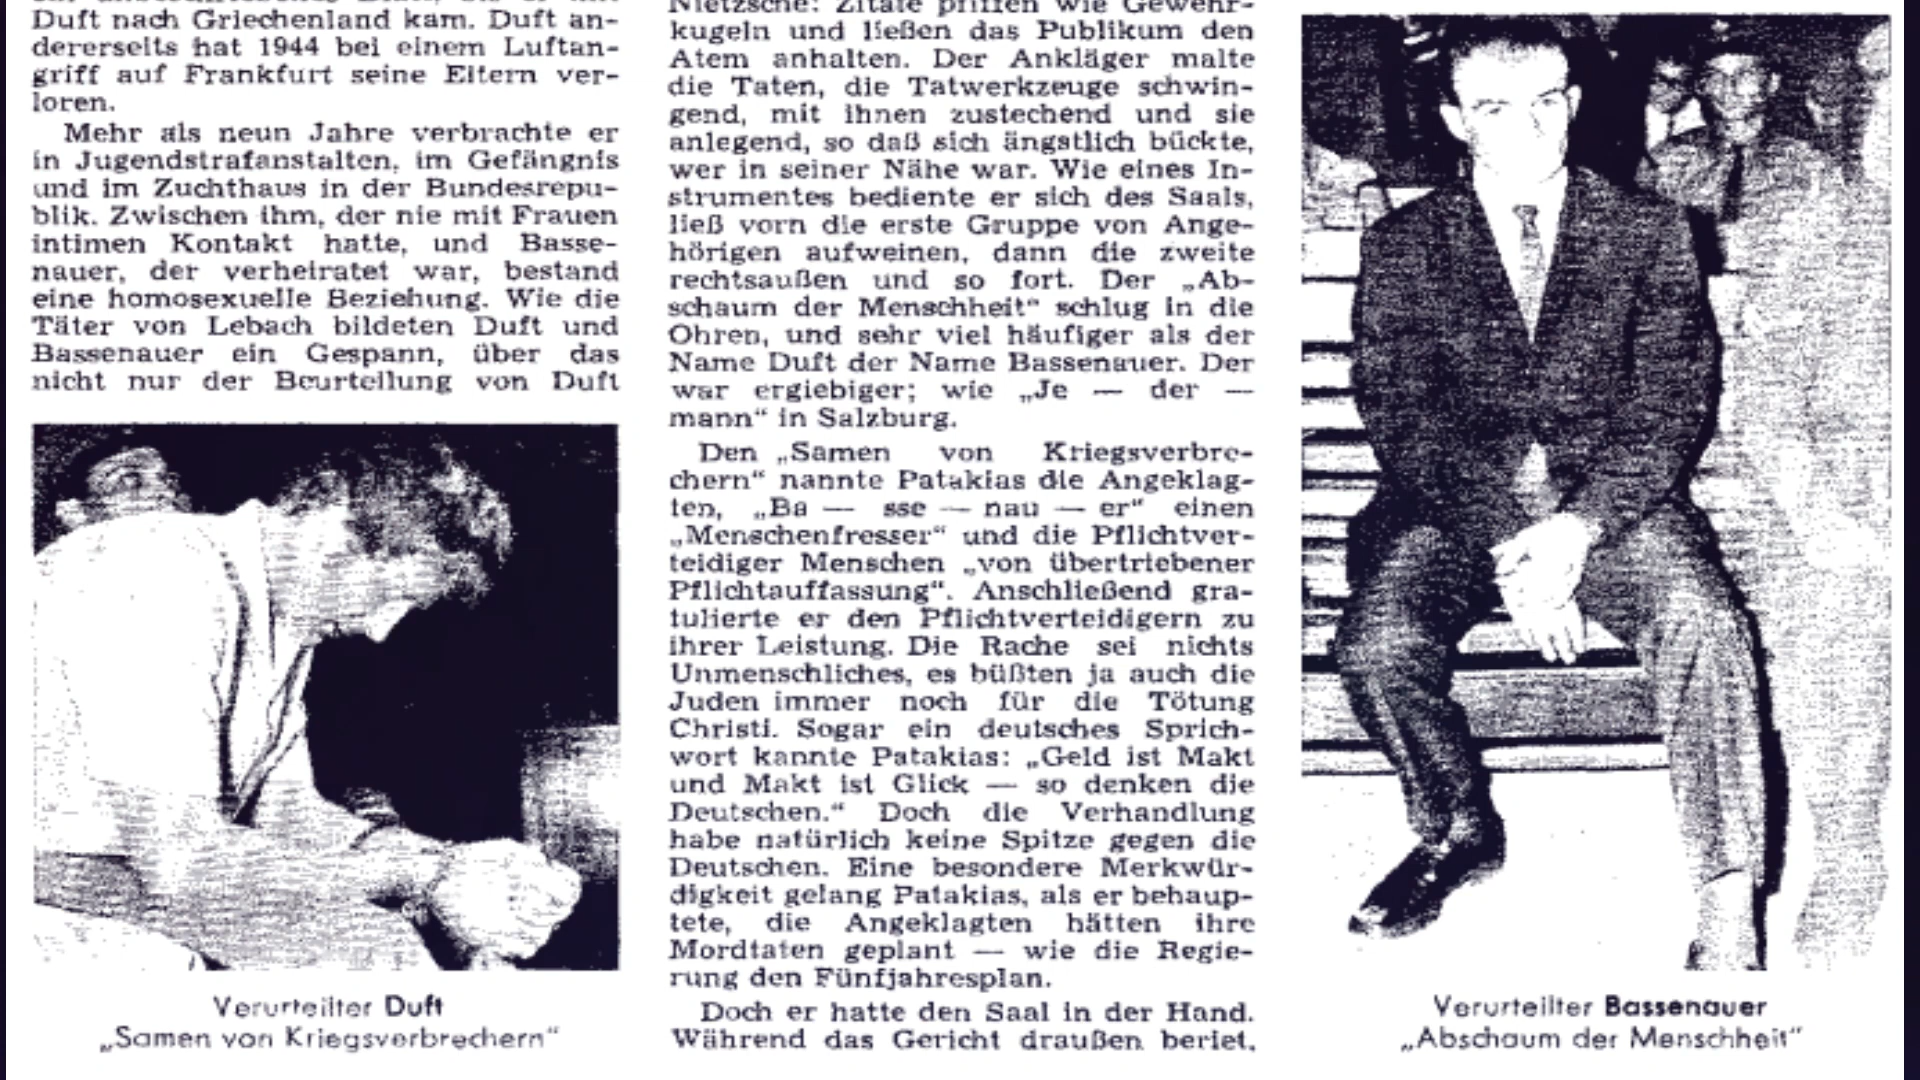 Duft nach Griechenland kam. Duft an-
dererseits hat 1944 bei einem Luftan-
griff auf Frankfurt seine Eltern ver-
loren.
Mehr als neun Jahre verbrachte er
in Jugendstrafanstalten, im Gefängnis
und im Zuchthaus in der Bundesrepu-
blik. Zwischen ihm, der nie mit Frauen
intimen Kontakt hatte, und Basse-
nauer, der verheiratet war, bestand
eine homosexuelle Beziehung. Wie die
Täter von Lebach bildeten Duft und
Bassenauer ein Gespann, über das
nicht nur der Beurteilung von Duft
Verurteilter Duft
„Samen von Kriegsverbrechern“
Nietzsche: Zitate pfiffen wie Gewehr-
kugeln und ließen das Publikum den
Atem anhalten. Der Ankläger malte
die Taten, die Tatwerkzeuge schwin-
gend, mit ihnen zustechend und sie
anlegend, so daß sich ängstlich bückte,
wer in seiner Nähe war. Wie eines In-
strumentes bediente er sich des Saals,
ließ vorn die erste Gruppe von Ange-
hörigen aufweinen, dann die zweite
rechtsaußen und so fort. Der „Ab-
schaum der Menschheit“ schlug in die
Ohren, und sehr viel häufiger als der
Name Duft der Name Bassenauer. Der
war ergiebiger; wie „Je — der —
mann“ in Salzburg.
Den „Samen von Kriegsverbre-
chern“ nannte Patakias die Angeklag-
ten, „Ba — sse — nau — er“ einen
„Menschenfresser“ und die Pflichtver-
teidiger Menschen „von übertriebener
Pflichtauffassung“. Anschließend gra-
tulierte er den Pflichtverteidigern zu
ihrer Leistung. Die Rache sei nichts
Unmenschliches, es büßten ja auch die
Juden immer noch für die Tötung
Christi. Sogar ein deutsches Sprich-
wort kannte Patakias: „Geld ist Makt
und Makt ist Glick — so denken die
Deutschen.“ Doch die Verhandlung
habe natürlich keine Spitze gegen die
Deutschen. Eine besondere Merkwür-
digkeit gelang Patakias, als er behaup-
tete, die Angeklagten hätten ihre
Mordtaten geplant — wie die Regie-
rung den Fünfjahresplan.
Doch er hatte den Saal in der Hand.
Während das Gericht draußen beriet,
Verurteilter Bassenauer
„Abschaum der Menschheit“